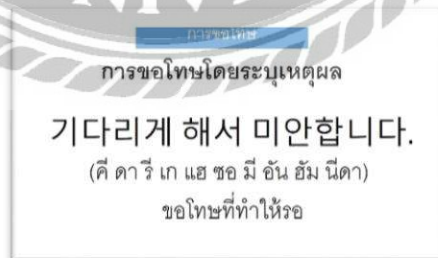 การขอโทษ
การขอโทษโดยระบุเหตุผล
기다리게 해서 미안합니다.
(คี ดา รี เก แฮ ซอ มี อัน ฮัม นีดา)
ขอโทษที่ทำให้รอ